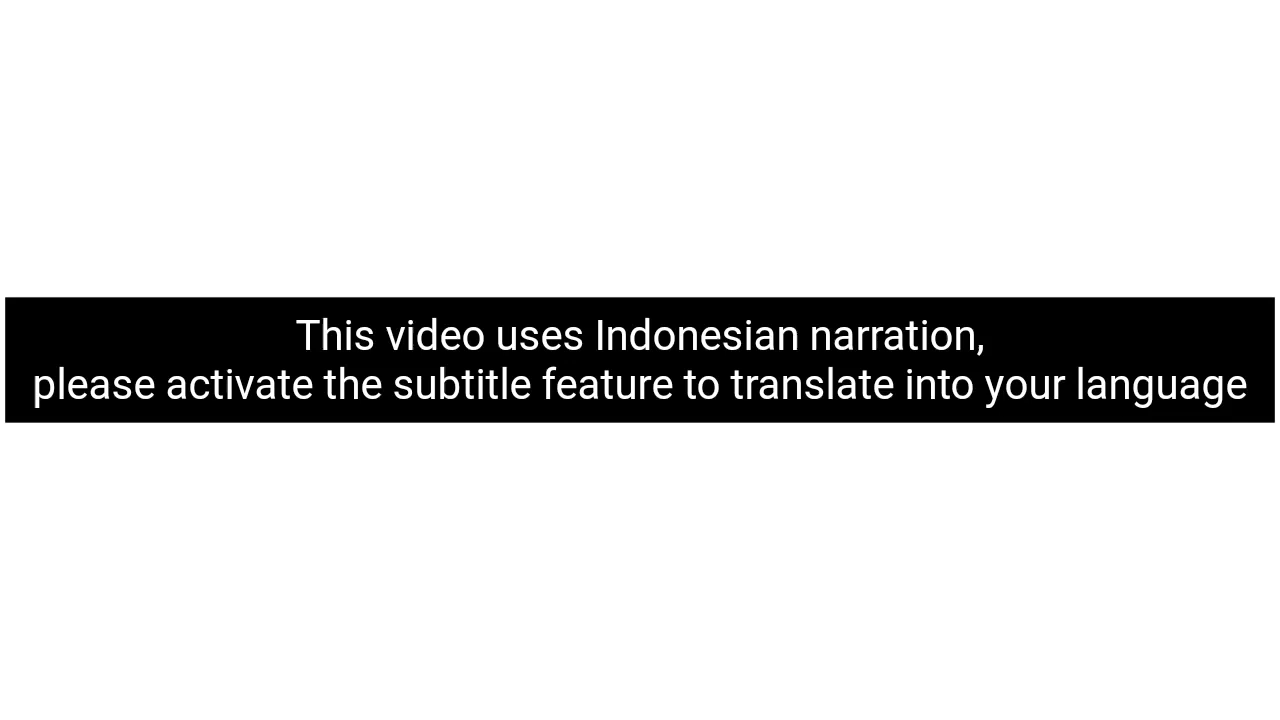 This video uses Indonesian narration,
please activate the subtitle feature to translate into your language